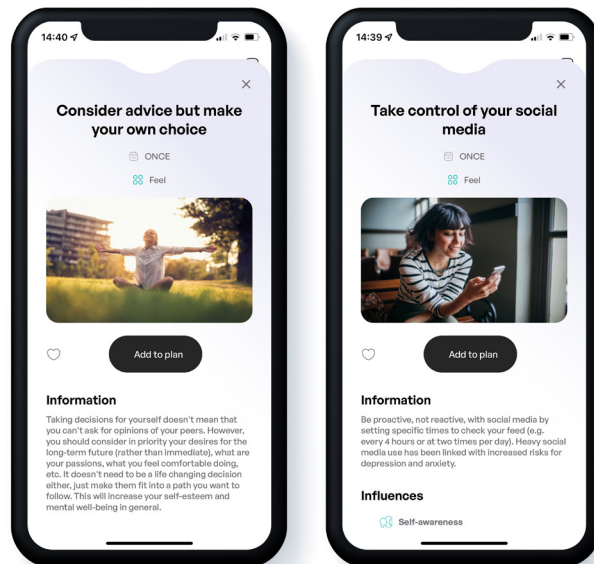 14:40
Consider advice but make
your own choice
ONCE
Feel
Add to plan
Information
Taking decisions for yourself doesn't mean that
you can't ask for opinions of your peers. However,
you should consider in priority your desires for the
long-term future (rather than immediate), what are
your passions, what you feel comfortable doing,
etc. It doesn't need to be a life changing decision
either, just make them fit into a path you want to
follow. This will increase your self-esteem and
mental well-being in general.
14:39
Take control of your social
media
ONCE
Feel
Add to plan
Information
Be proactive, not reactive, with social media by
setting specific times to check your feed (e.g.
every 4 hours or at two times per day). Heavy social
media use has been linked with increased risks for
depression and anxiety.
Influences
Self-awareness